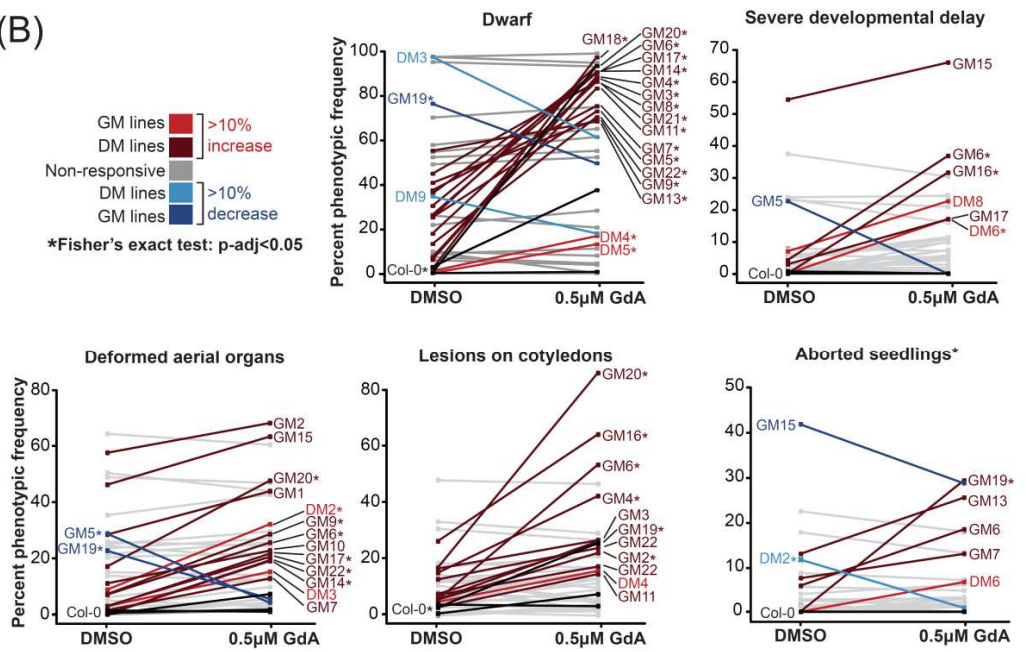 (B)
GM lines
DM lines
>10%
increase
Non-responsive
DM lines
GM lines
>10%
decrease
*Fisher's exact test: p-adj<0.05
Dwarf
Percent phenotypic frequency
100
80
60
40
20
0
DM3
GM19*
DM9
Col-0*
GM18*
GM20*
GM6*
GM17*
GM14*
GM4*
GM3*
GM8*
GM21*
GM11*
GM7*
GM5*
GM22*
GM9*
GM13*
DM4*
DM5*
DMSO
0.5µM GdA
Severe developmental delay
70
60
50
40
30
20
10
0
GM5
Col-0
GM15
GM6*
GM16*
DM8
GM17
DM6*
DMSO
0.5µM GdA
Deformed aerial organs
Percent phenotypic frequency
80
60
40
20
0
GM5*
GM19*
Col-0
GM2
GM15
GM20*
GM1
DM2*
GM9*
GM6*
GM10
GM17*
GM22*
GM14*
DM3
GM7
DMSO
0.5µM GdA
Lesions on cotyledons
80
60
40
20
0
Col-0*
GM20*
GM16*
GM6*
GM4*
GM3
GM19*
GM22
GM2*
GM22
DM4
GM11
DMSO
0.5µM GdA
Aborted seedlings*
50
40
30
20
10
0
GM15
DM2*
Col-0
GM19*
GM13
GM6
GM7
DM6
DMSO
0.5µM GdA